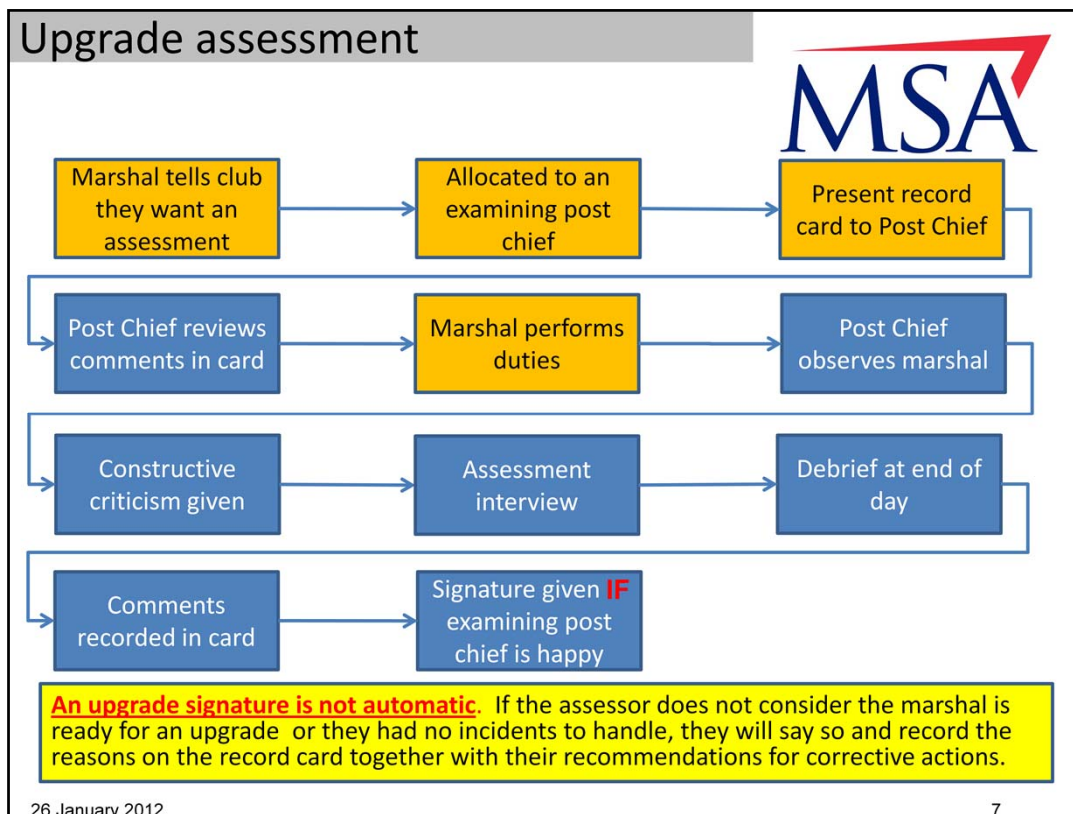 Upgrade assessment
MSA
Marshal tells club
they want an
assessment
Allocated to an
examining post
chief
Present record
card to Post Chief
Post Chief reviews
comments in card
Marshal performs
duties
Post Chief
observes marshal
Constructive
criticism given
Assessment
interview
Debrief at end of
day
Comments
recorded in card
Signature given IF
examining post
chief is happy
An upgrade signature is not automatic. If the assessor does not consider the marshal is
ready for an upgrade or they had no incidents to handle, they will say so and record the
reasons on the record card together with their recommendations for corrective actions.
26 January 2012
7